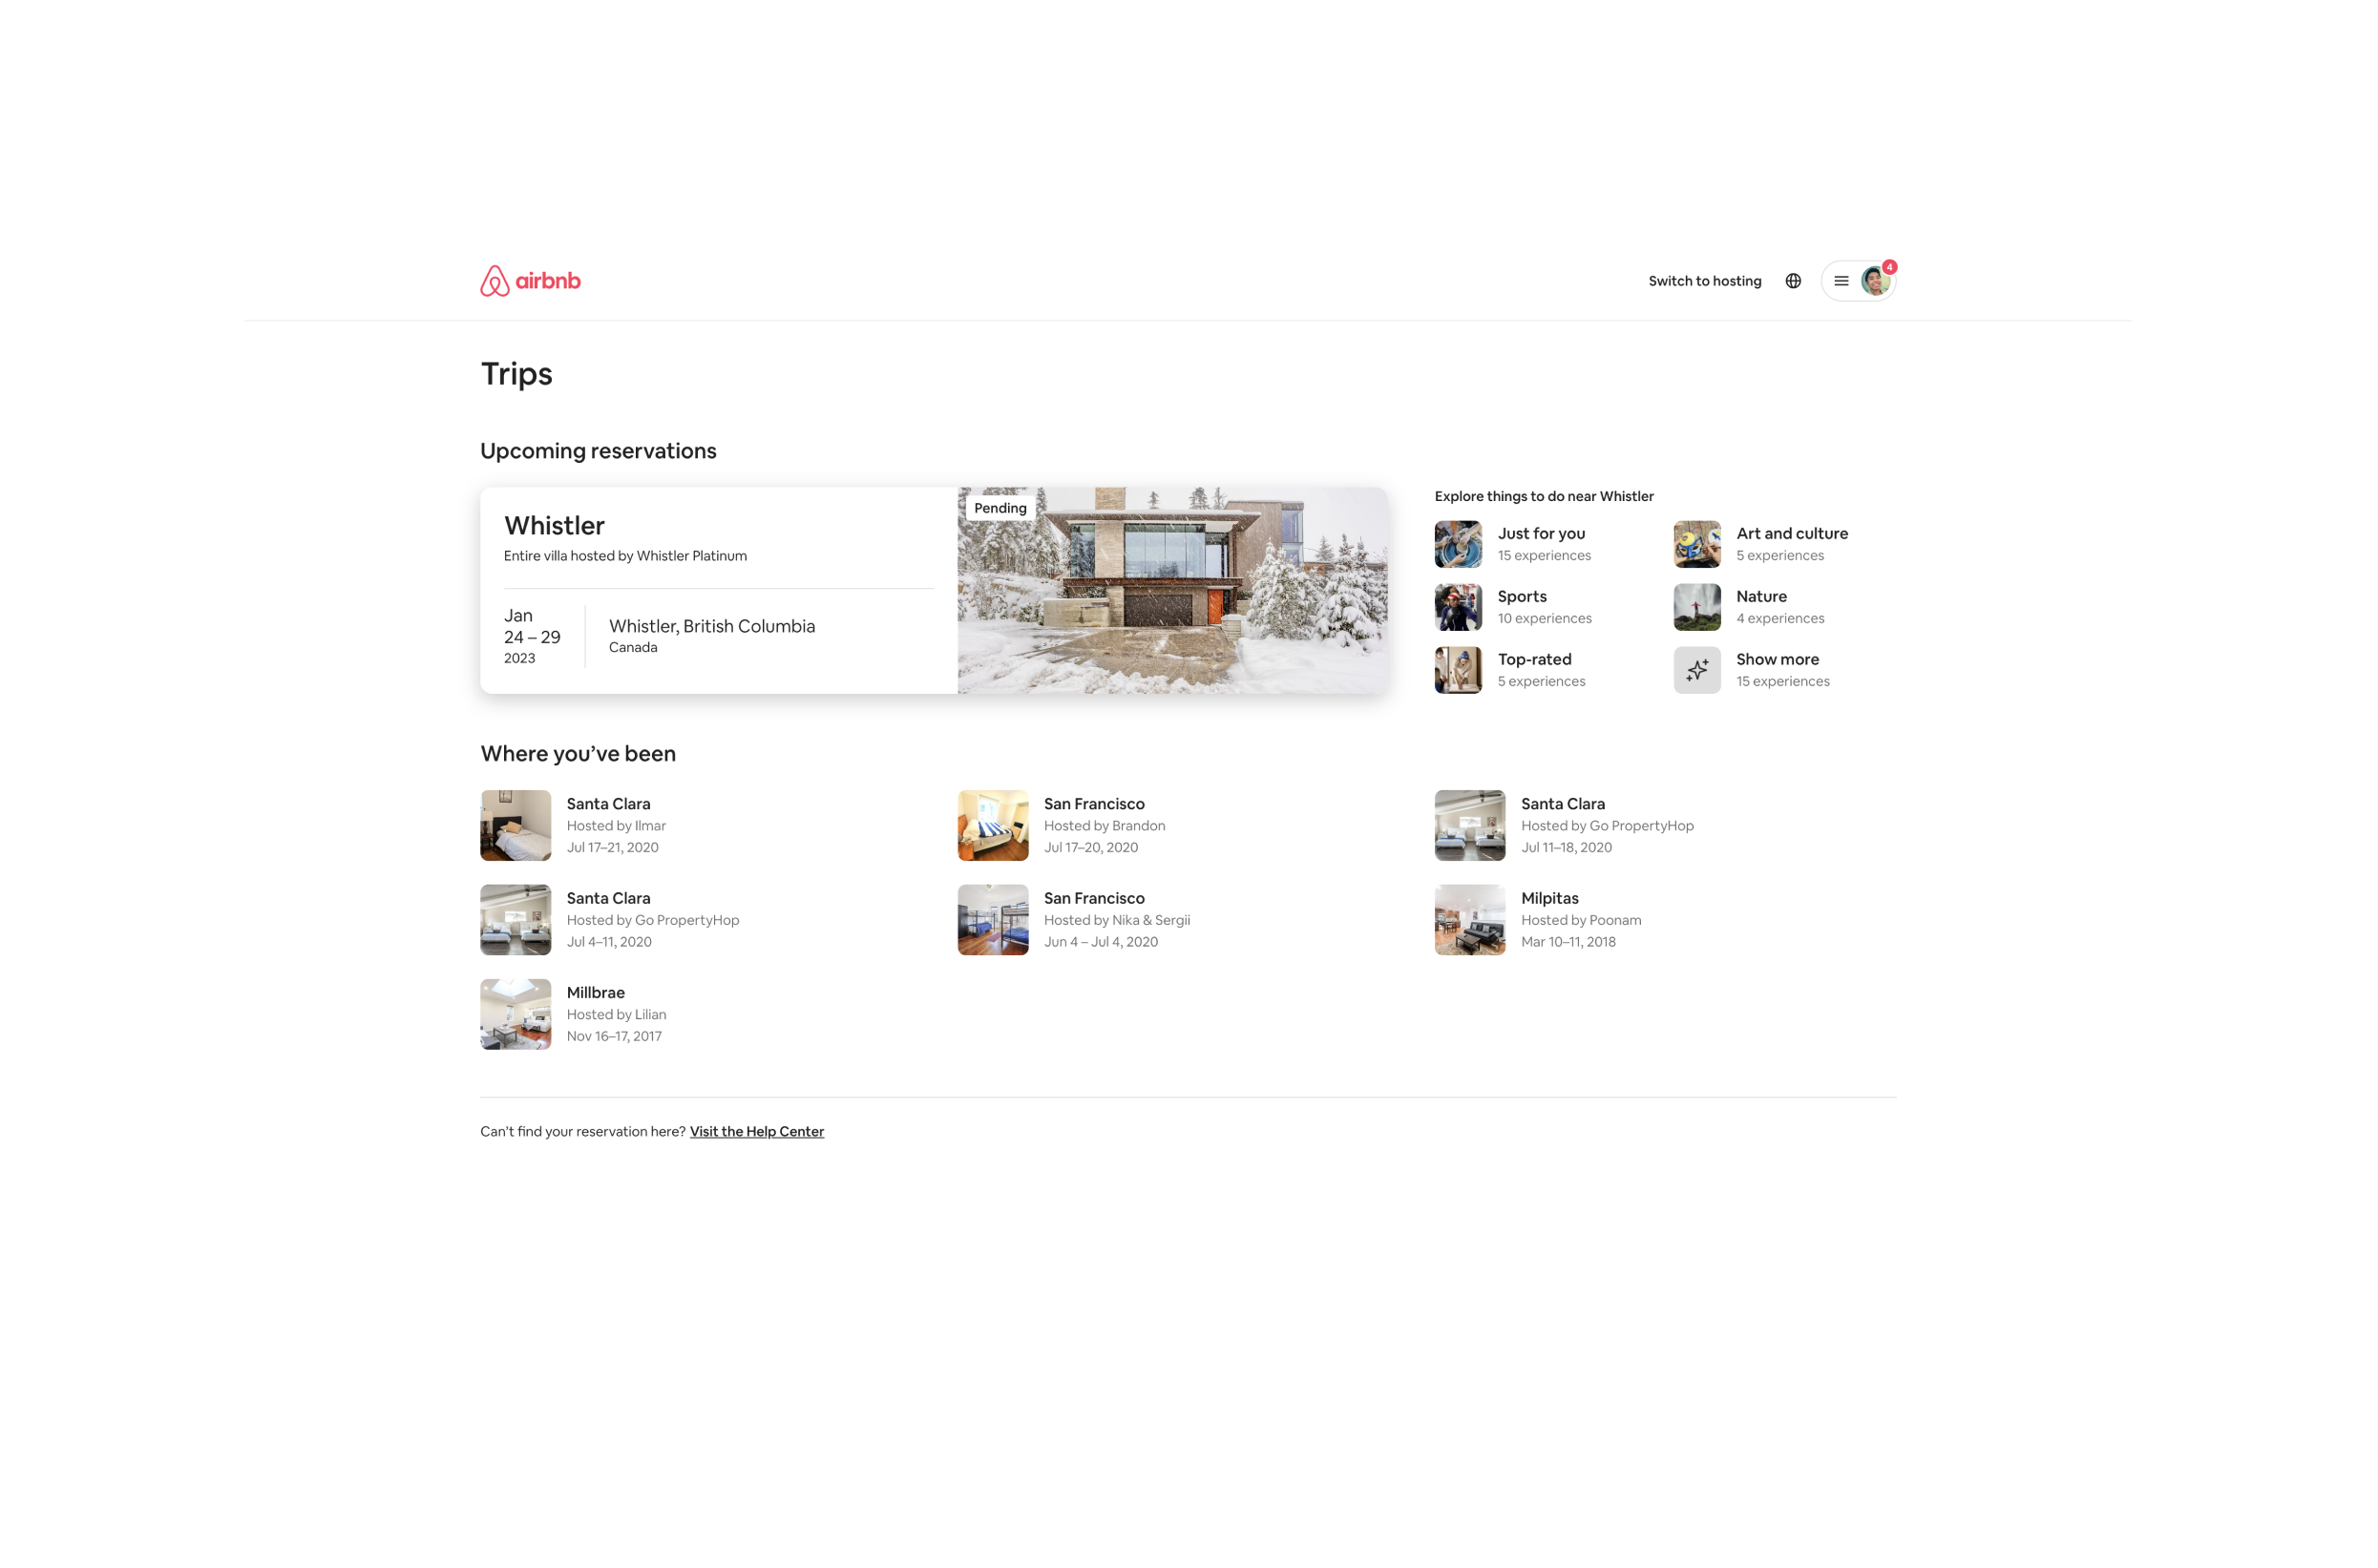 airbnb
Switch to hosting
4
Trips
Upcoming reservations
Whistler
Entire villa hosted by Whistler Platinum
Jan
24 – 29
2023
Whistler, British Columbia
Canada
Pending
Explore things to do near Whistler
Just for you
15 experiences
Art and culture
5 experiences
Sports
10 experiences
Nature
4 experiences
Top-rated
5 experiences
Show more
15 experiences
Where you’ve been
Santa Clara
Hosted by Ilmar
Jul 17–21, 2020
San Francisco
Hosted by Brandon
Jul 17–20, 2020
Santa Clara
Hosted by Go PropertyHop
Jul 11–18, 2020
Santa Clara
Hosted by Go PropertyHop
Jul 4–11, 2020
San Francisco
Hosted by Nika & Sergii
Jun 4 – Jul 4, 2020
Milpitas
Hosted by Poonam
Mar 10–11, 2018
Millbrae
Hosted by Lilian
Nov 16–17, 2017
Can’t find your reservation here? Visit the Help Center